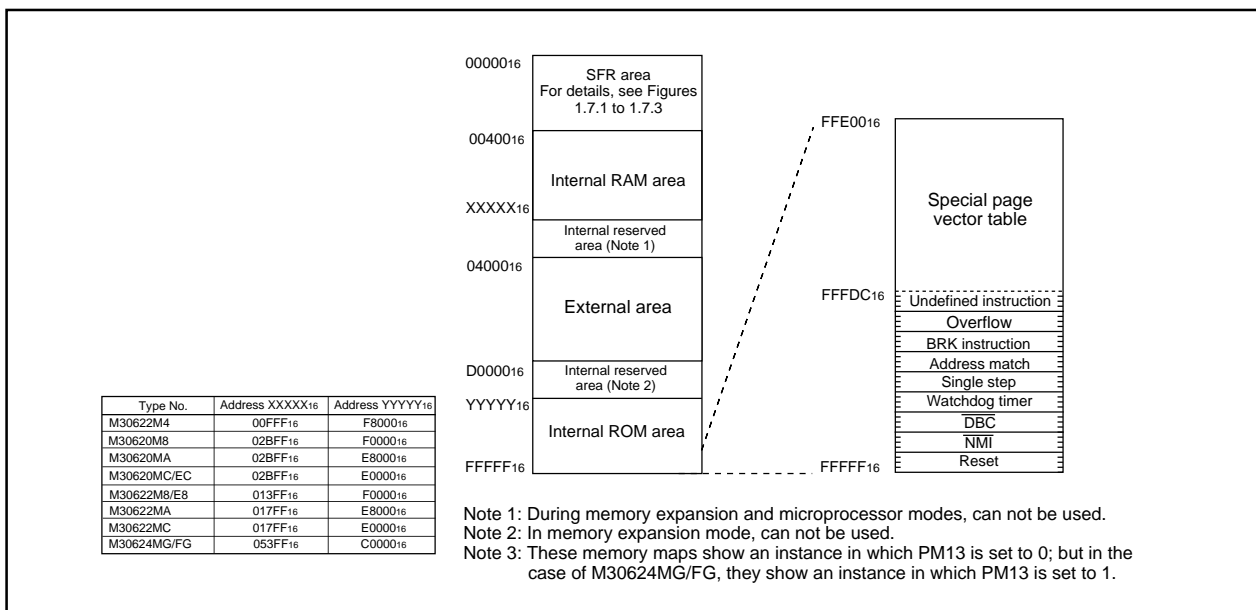 0000016
SFR area
For details, see Figures
1.7.1 to 1.7.3
0040016
Internal RAM area
XXXXX16
Internal reserved
area (Note 1)
0400016
External area
D000016
Internal reserved
area (Note 2)
YYYYY16
Internal ROM area
FFFFF16
FFE0016
Special page
vector table
FFFDC16
Undefined instruction
Overflow
BRK instruction
Address match
Single step
Watchdog timer
DBC
NMI
Reset
FFFFF16
Type No. Address XXXXX16 Address YYYYY16
M30622M4 00FFF16 F800016
M30620M8 02BFF16 F000016
M30620MA 02BFF16 E800016
M30620MC/EC 02BFF16 E000016
M30622M8/E8 013FF16 F000016
M30622MA 017FF16 E800016
M30622MC 017FF16 E000016
M30624MG/FG 053FF16 C000016
Note 1: During memory expansion and microprocessor modes, can not be used.
Note 2: In memory expansion mode, can not be used.
Note 3: These memory maps show an instance in which PM13 is set to 0; but in the
case of M30624MG/FG, they show an instance in which PM13 is set to 1.